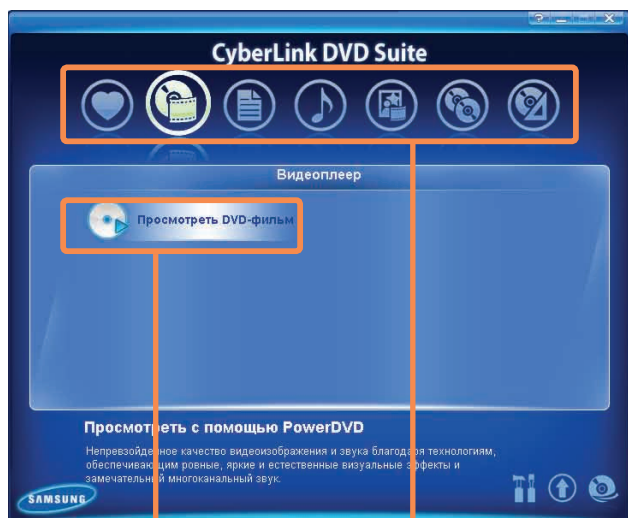 CyberLink DVD Suite
Видеоплеер
Просмотреть DVD-фильм
Просмотреть с помощью PowerDVD
Непревзойденное качество видеоизображения и звука благодаря технологиям,
обеспечивающим ровные, яркие и естественные визуальные эффекты и
замечательный многоканальный звук.
SAMSUNG